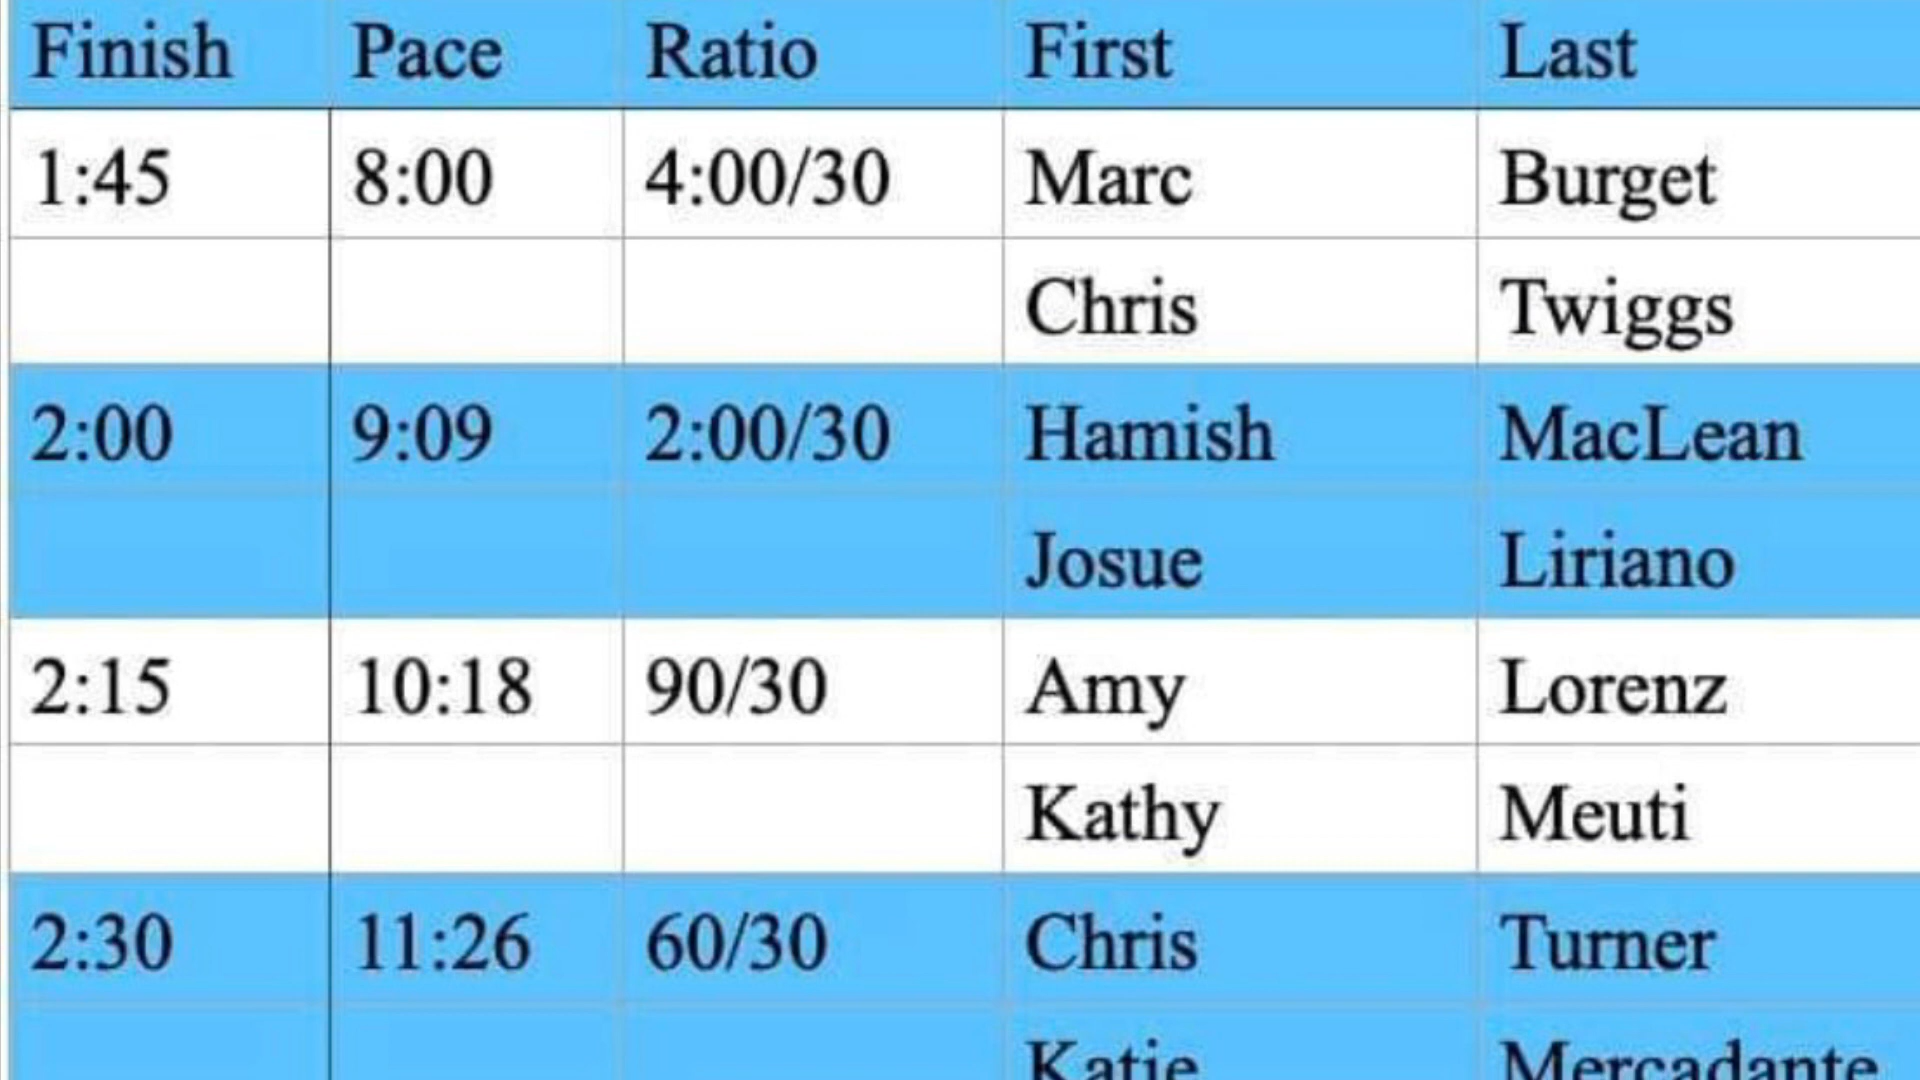 Finish Pace Ratio First Last
1:45 8:00 4:00/30 Marc Burget
Chris Twiggs
2:00 9:09 2:00/30 Hamish MacLean
Josue Liriano
2:15 10:18 90/30 Amy Lorenz
Kathy Meuti
2:30 11:26 60/30 Chris Turner
Katie Mercadante